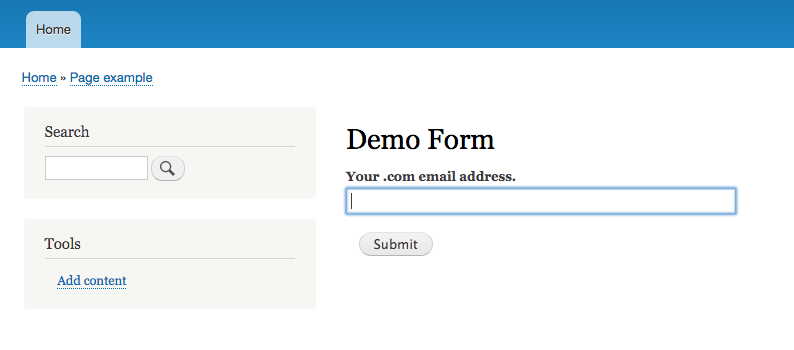 Home
Home » Page example
Search
Tools
Add content
Demo Form
Your .com email address.
Submit